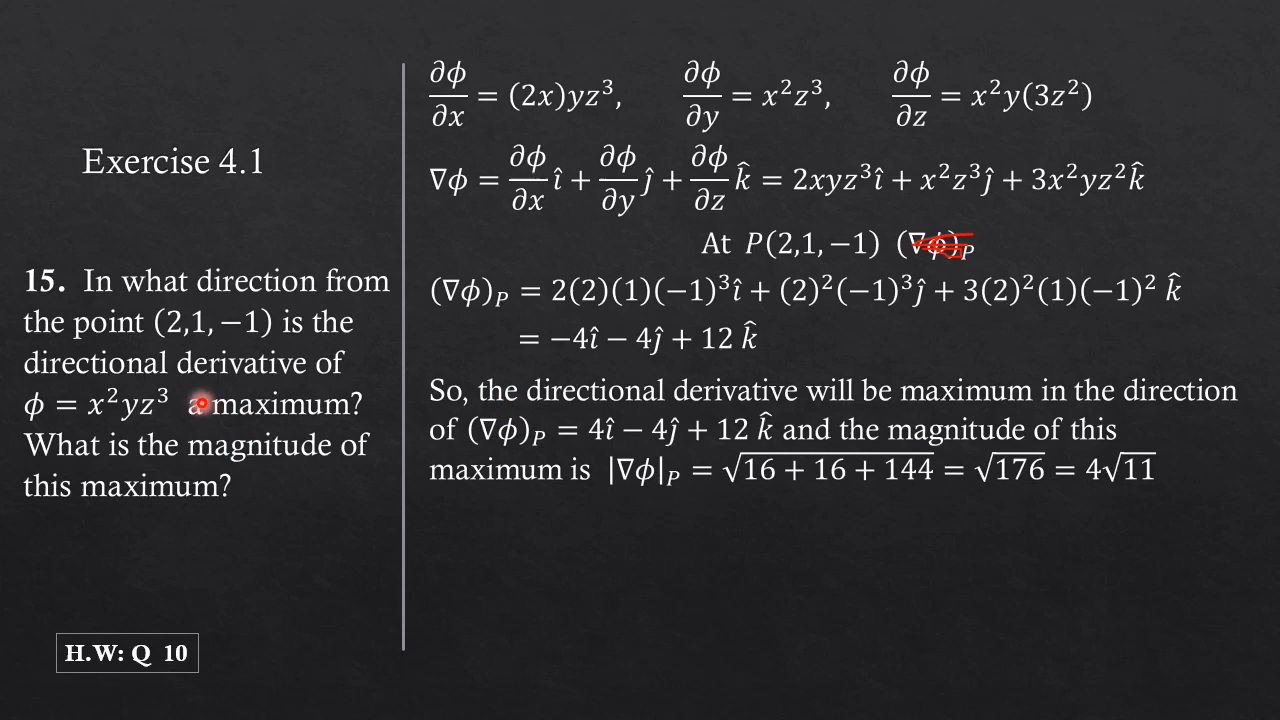 Exercise 4.1
15. In what direction from
the point (2,1, −1) is the
directional derivative of
ϕ = x²yz³ a maximum?
What is the magnitude of
this maximum?
H.W: Q 10
∂ϕ/∂x = (2x)yz³, ∂ϕ/∂y = x²z³, ∂ϕ/∂z = x²y(3z²)
∇ϕ = ∂ϕ/∂x î + ∂ϕ/∂y ĵ + ∂ϕ/∂z k̂ = 2xyz³î + x²z³ĵ + 3x²yz²k̂
At P(2,1, −1) (∇ϕ)_P
(∇ϕ)_P = 2(2)(1)(−1)³î + (2)²(−1)³ĵ + 3(2)²(1)(−1)² k̂
= −4î − 4ĵ + 12 k̂
So, the directional derivative will be maximum in the direction
of (∇ϕ)_P = 4î − 4ĵ + 12 k̂ and the magnitude of this
maximum is |∇ϕ|_P = √(16 + 16 + 144) = √176 = 4√11